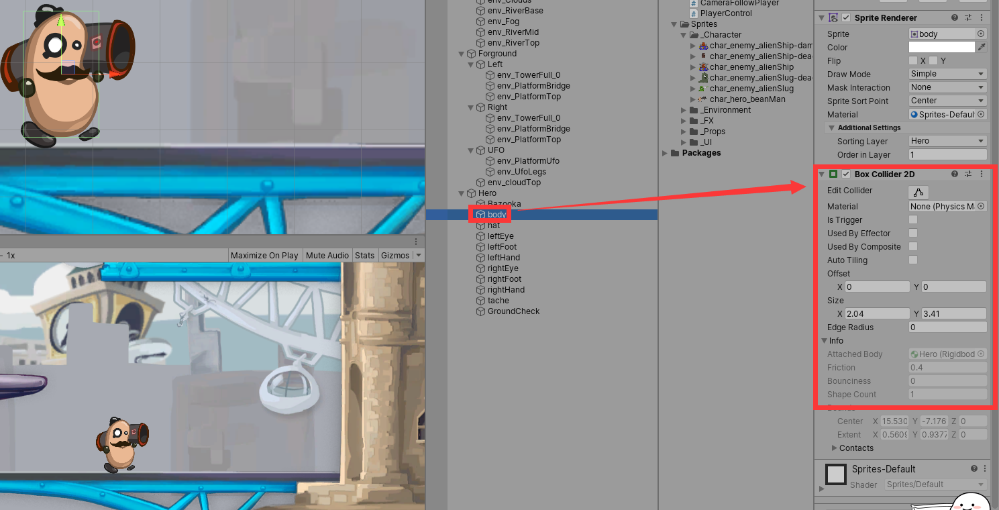 1x
Maximize On Play
Mute Audio
Stats
Gizmos
env_Clouds
env_RiverBase
env_Fog
env_RiverMid
env_RiverTop
Forground
Left
env_TowerFull_0
env_PlatformBridge
env_PlatformTop
Right
env_TowerFull_0
env_PlatformBridge
env_PlatformTop
UFO
env_PlatformUfo
env_UfoLegs
env_cloudTop
Hero
Bazooka
body
hat
leftEye
leftFoot
leftHand
rightEye
rightFoot
rightHand
tache
GroundCheck
# CameraFollowPlayer
# PlayerControl
Sprites
_Character
char_enemy_alienShip-dam
char_enemy_alienShip-dea
char_enemy_alienShip
char_enemy_alienSlug-dea
char_enemy_alienSlug
char_hero_beanMan
_Environment
_FX
_Props
_UI
Packages
Sprite Renderer
Sprite body
Color
Flip X Y
Draw Mode Simple
Mask Interaction None
Sprite Sort Point Center
Material Sprites-Defaul
Additional Settings
Sorting Layer Hero
Order in Layer 1
Box Collider 2D
Edit Collider
Material None (Physics M
Is Trigger
Used By Effector
Used By Composite
Auto Tiling
Offset
X 0 Y 0
Size
X 2.04 Y 3.41
Edge Radius 0
Info
Attached Body Hero (Rigidbod
Friction 0.4
Bounciness 0
Shape Count 1
Center X 15.530 Y -7.176 Z 0
Extent X 0.5609 Y 0.9377 Z 0
Contacts
Sprites-Default
Shader Sprites/Default